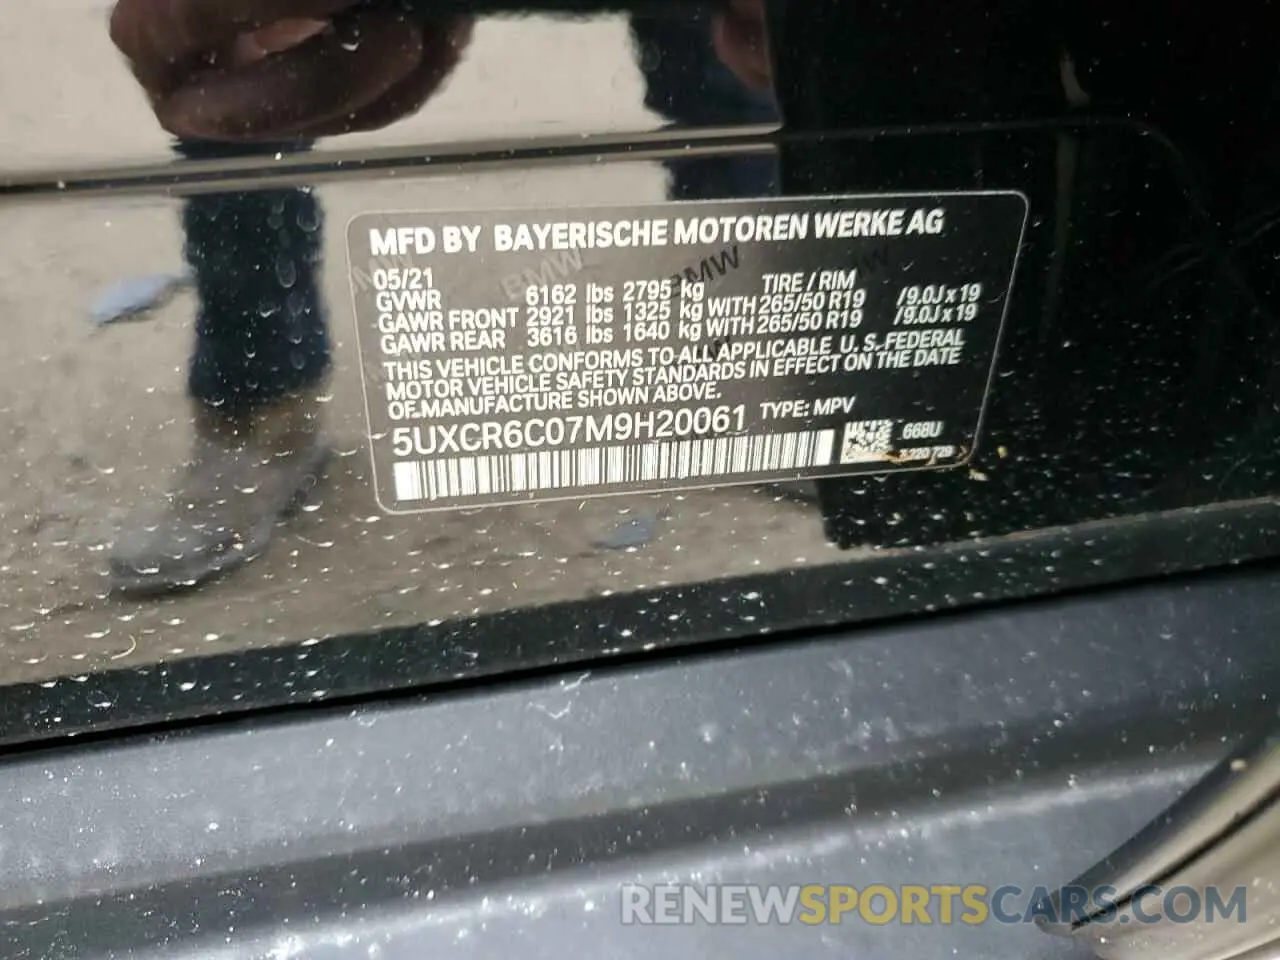 MFD BY BAYERISCHE MOTOREN WERKE AG
05/21 TIRE / RIM
GVWR 6162 lbs 2795 kg
GAWR FRONT 2921 lbs 1325 kg WITH 265/50 R19 /9.0J x 19
GAWR REAR 3616 lbs 1640 kg WITH 265/50 R19 /9.0J x 19
THIS VEHICLE CONFORMS TO ALL APPLICABLE U. S. FEDERAL
MOTOR VEHICLE SAFETY STANDARDS IN EFFECT ON THE DATE
OF MANUFACTURE SHOWN ABOVE.
5UXCR6C07M9H20061 TYPE: MPV
668U
BMW
BMW
RENEWSPORTSCARS.COM